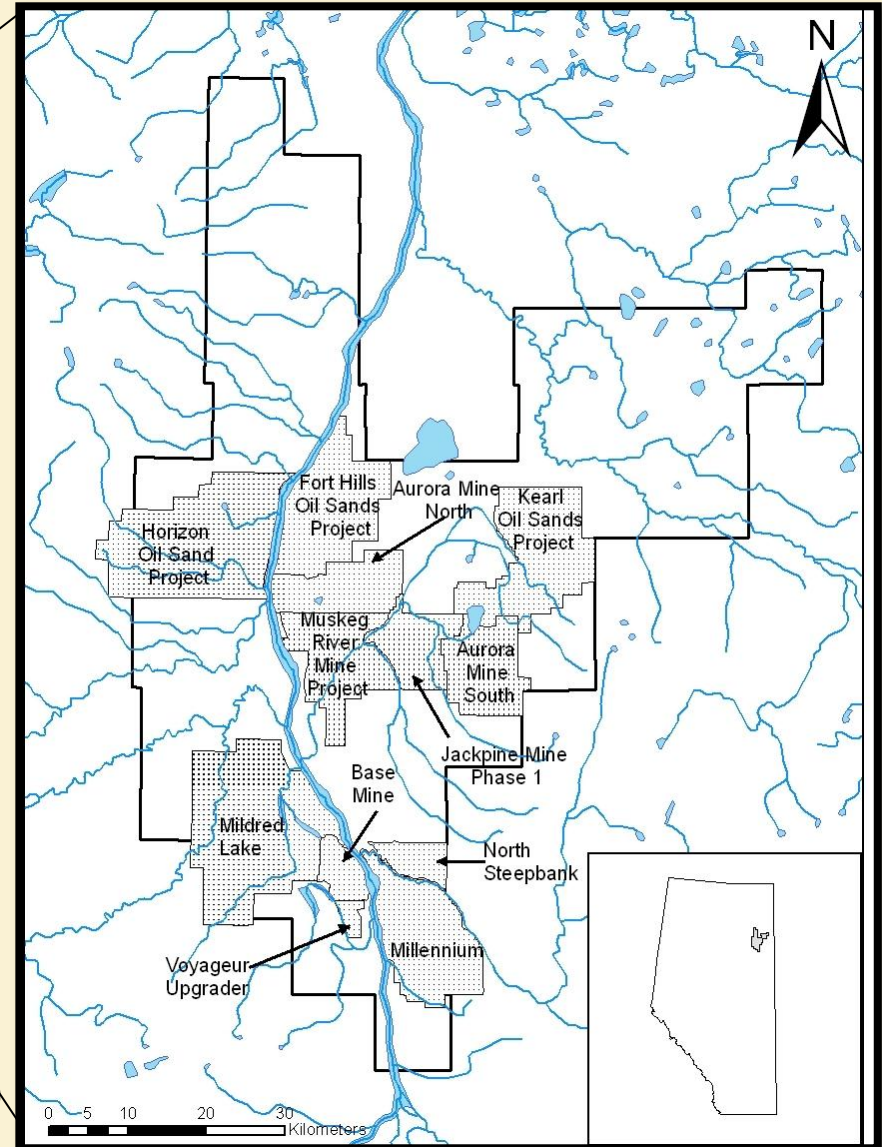 N
Fort Hills
Oil Sands
Project
Aurora Mine
North
Kearl
Oil Sands
Project
Horizon
Oil Sand
Project
Muskeg
River
Mine
Project
Aurora
Mine
South
Jackpine Mine
Phase 1
Base
Mine
Mildred
Lake
North
Steepbank
Millennium
Voyageur
Upgrader
0 5 10 20 30
Kilometers